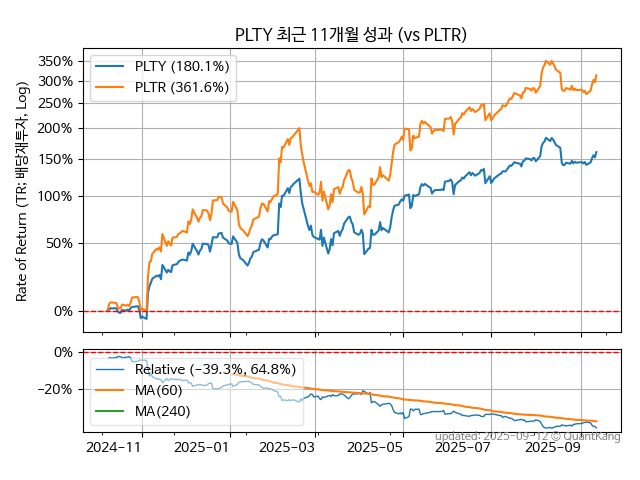 PLTY 최근 11개월 성과 (vs PLTR)
Rate of Return (TR: 배당재투자, Log)
350%
300%
250%
200%
150%
100%
50%
0%
PLTY (180.1%)
PLTR (361.6%)
0%
−20%
Relative (−39.3%, 64.8%)
MA(60)
MA(240)
updated: 2025-09-12 © QuantKang
2024−11
2025−01
2025−03
2025−05
2025−07
2025−09